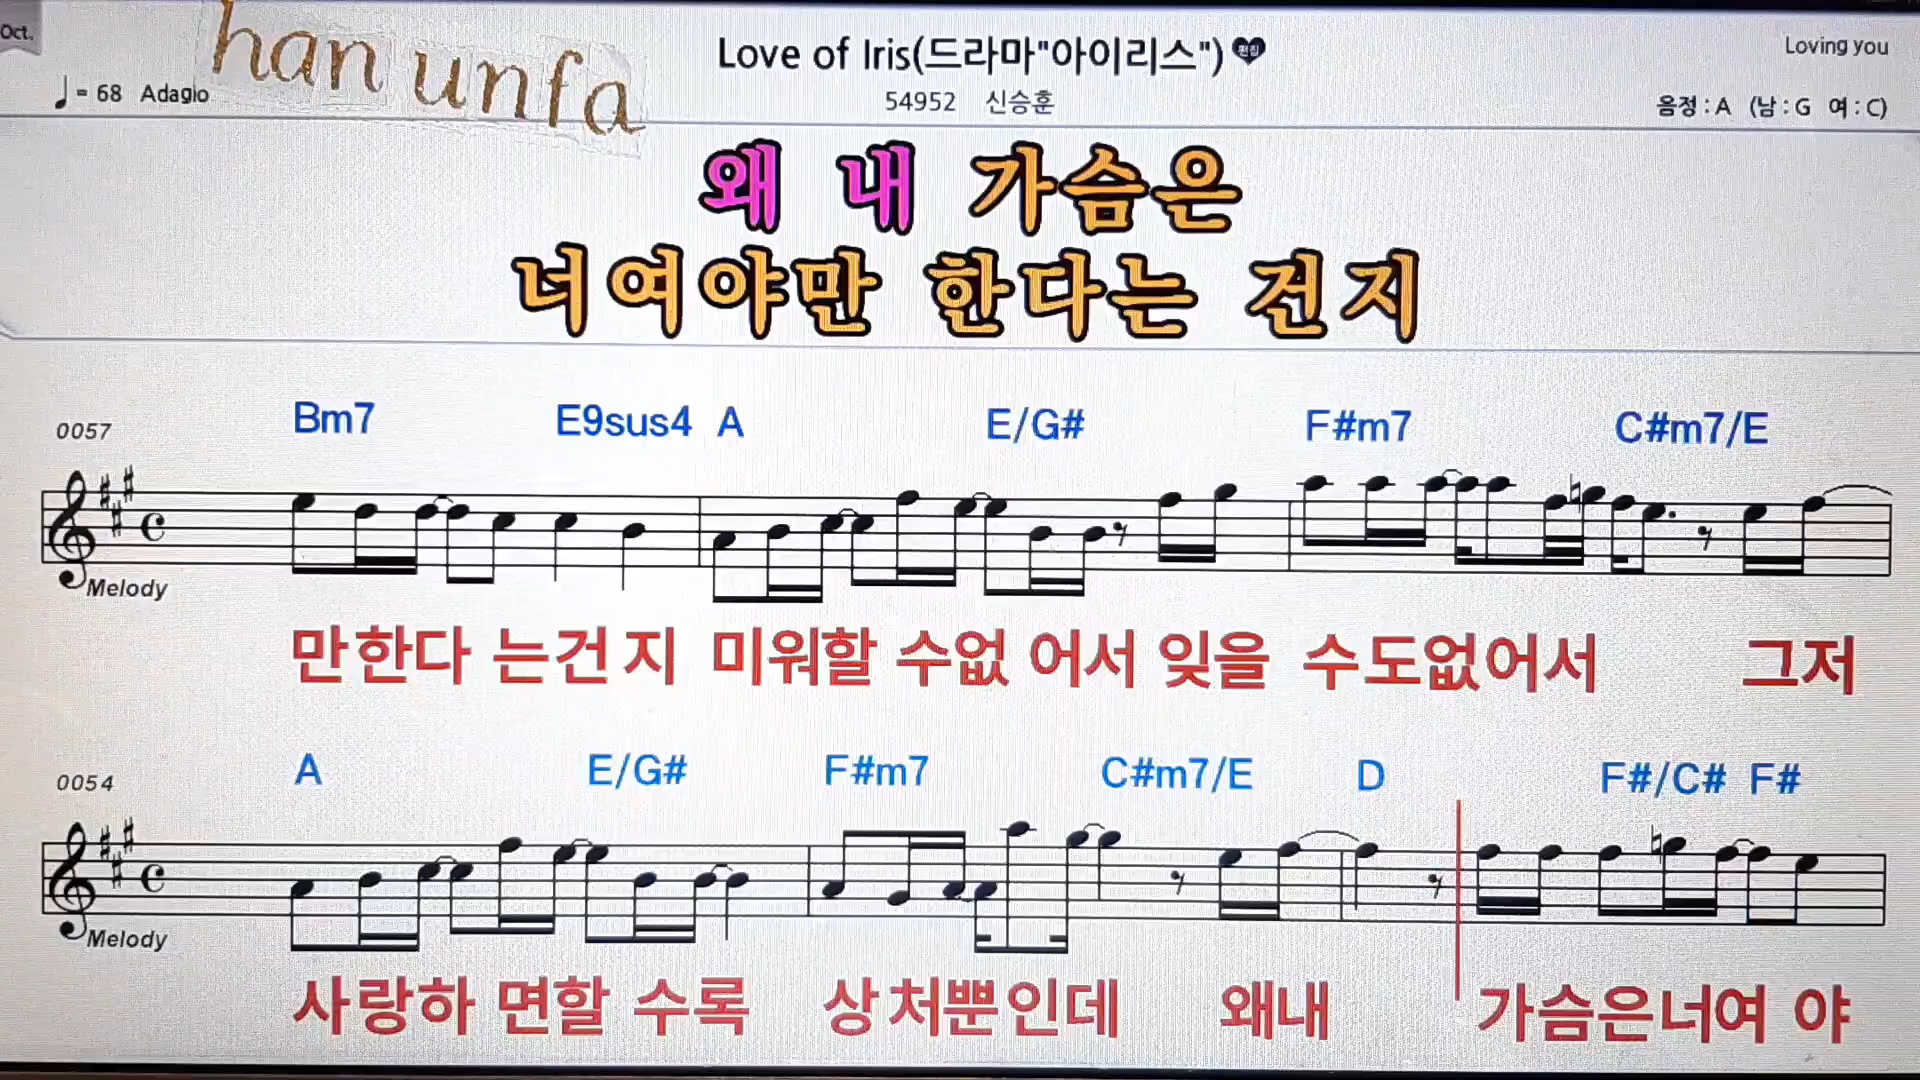 Oct.
han unfa
Love of Iris(드라마"아이리스")
편집
Loving you
♩= 68 Adagio
54952 신승훈
음정 : A (남 : G 여 : C)
왜 내 가슴은
너여야만 한다는 건지
0057
Bm7 E9sus4 A E/G# F#m7 C#m7/E
Melody
만한다 는건지 미워할 수없 어서 잊을 수도없어서 그저
0054
A E/G# F#m7 C#m7/E D F#/C# F#
Melody
사랑하 면할 수록 상처뿐인데 왜내 가슴은너여 야